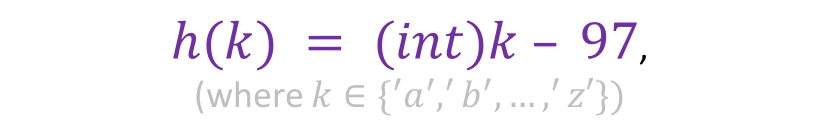 h(k) = (int)k – 97,
(where k ∈ {'a',' b', … ,' z'})